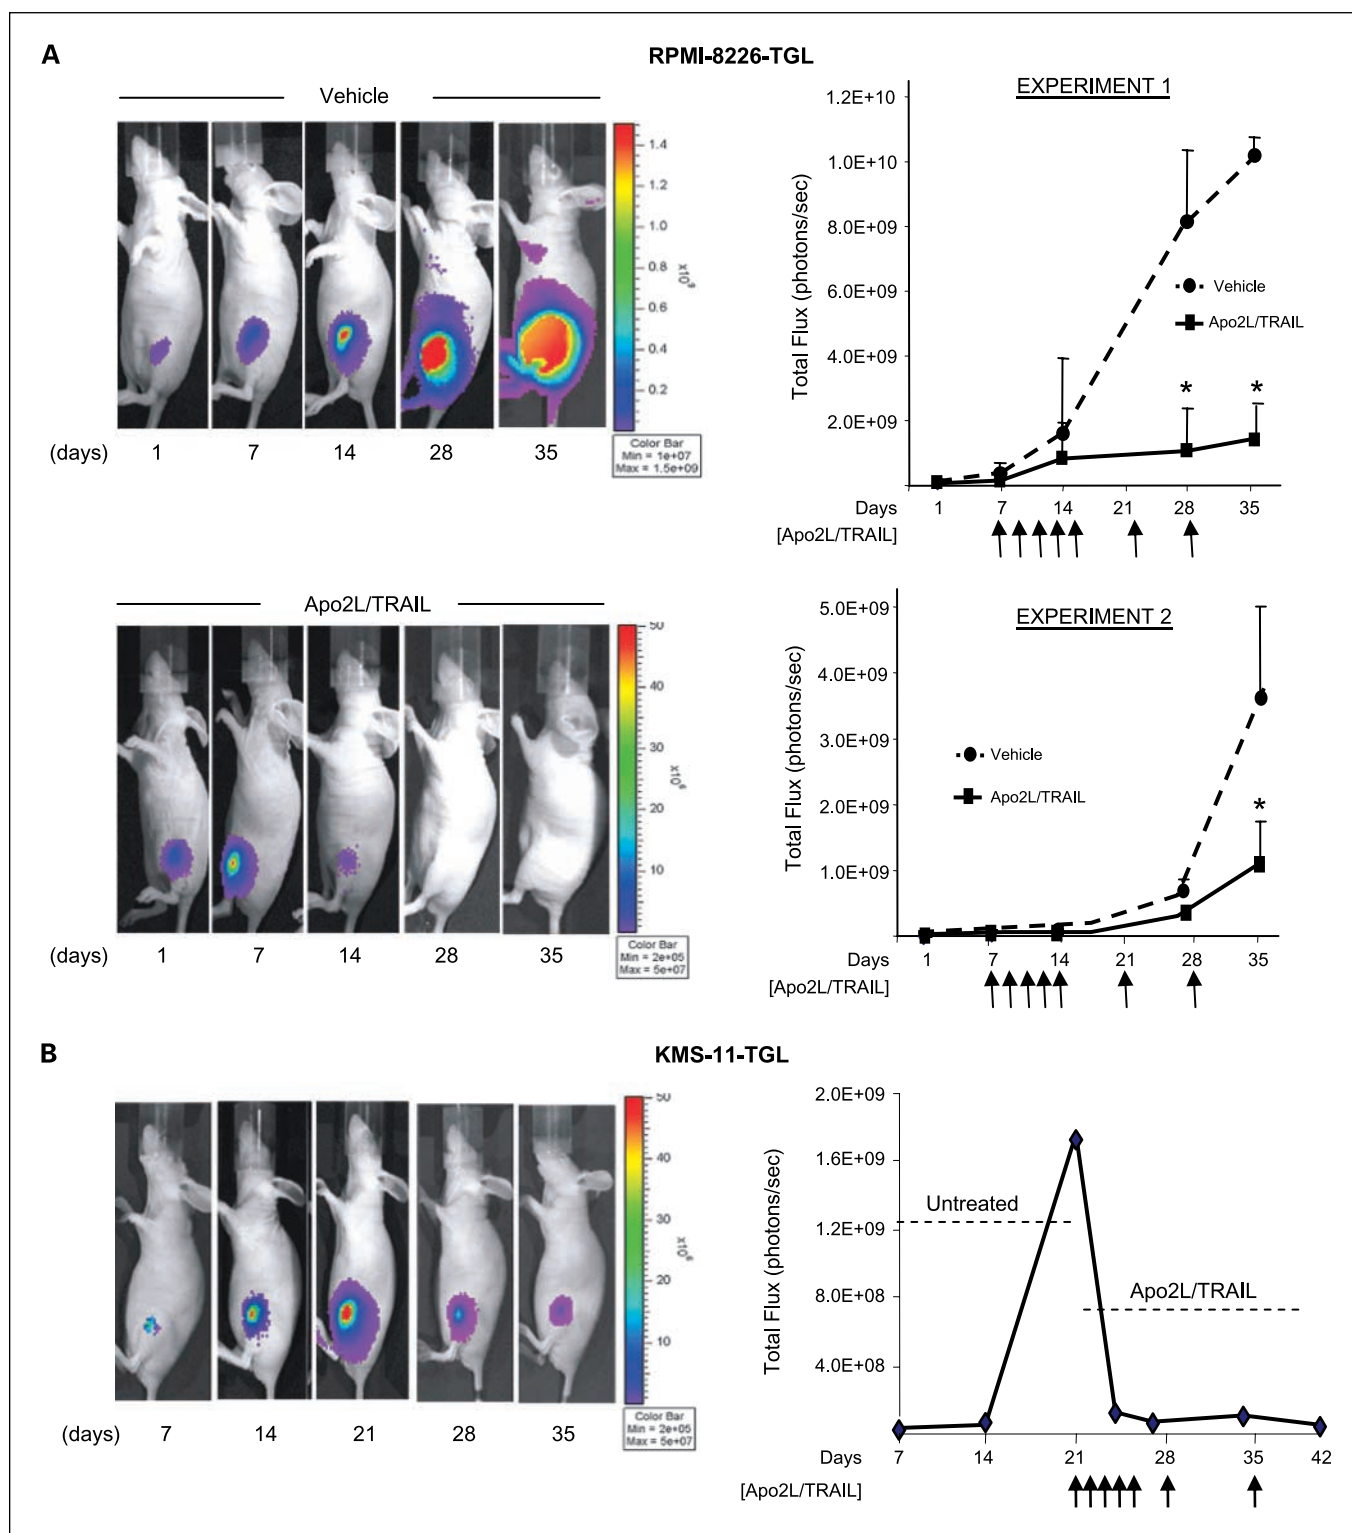 A
RPMI-8226-TGL
Vehicle
1.4
1.2
1.0
0.8
0.6
0.4
0.2
x10⁹
Color Bar
Min = 1e+07
Max = 1.5e+09
(days) 1 7 14 28 35
EXPERIMENT 1
Total Flux (photons/sec)
1.2E+10
1.0E+10
8.0E+09
6.0E+09
4.0E+09
2.0E+09
Vehicle
Apo2L/TRAIL
* *
Days 1 7 14 21 28 35
[Apo2L/TRAIL]
Apo2L/TRAIL
50
40
30
20
10
x10⁶
Color Bar
Min = 2e+05
Max = 5e+07
(days) 1 7 14 28 35
EXPERIMENT 2
Total Flux (photons/sec)
5.0E+09
4.0E+09
3.0E+09
2.0E+09
1.0E+09
Vehicle
Apo2L/TRAIL
*
Days 1 7 14 21 28 35
[Apo2L/TRAIL]
B
KMS-11-TGL
50
40
30
20
10
x10⁶
Color Bar
Min = 2e+05
Max = 5e+07
(days) 7 14 21 28 35
Total Flux (photons/sec)
2.0E+09
1.6E+09
1.2E+09
8.0E+08
4.0E+08
Untreated
Apo2L/TRAIL
Days 7 14 21 28 35 42
[Apo2L/TRAIL]